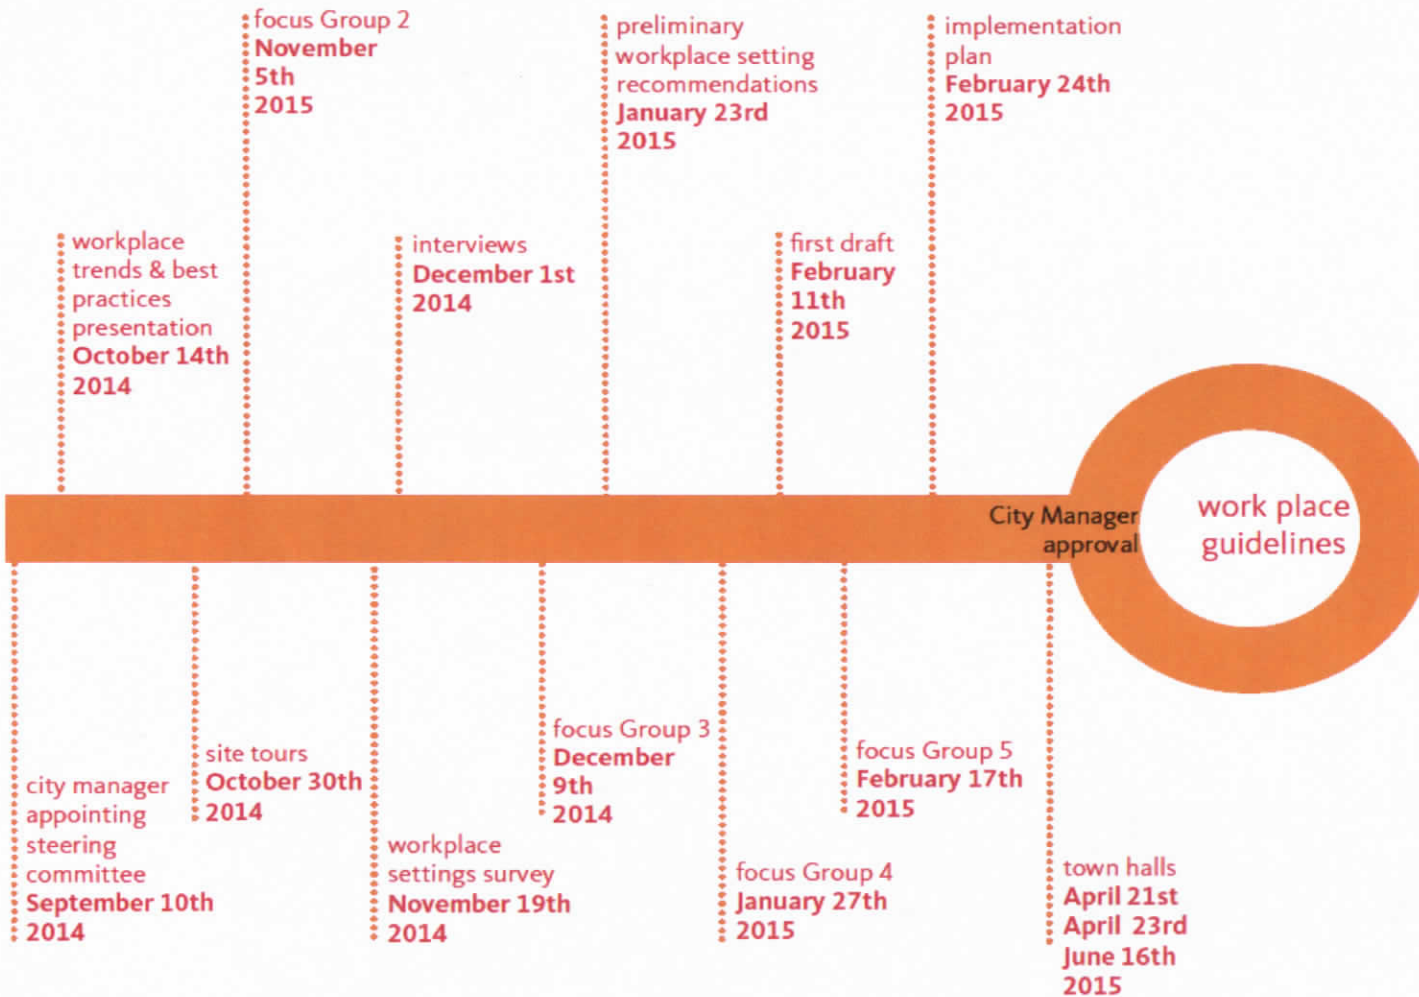 focus Group 2
November
5th
2015
preliminary
workplace setting
recommendations
January 23rd
2015
implementation
plan
February 24th
2015
workplace
trends & best
practices
presentation
October 14th
2014
interviews
December 1st
2014
first draft
February
11th
2015
City Manager
approval
work place
guidelines
city manager
appointing
steering
committee
September 10th
2014
site tours
October 30th
2014
workplace
settings survey
November 19th
2014
focus Group 3
December
9th
2014
focus Group 4
January 27th
2015
focus Group 5
February 17th
2015
town halls
April 21st
April 23rd
June 16th
2015